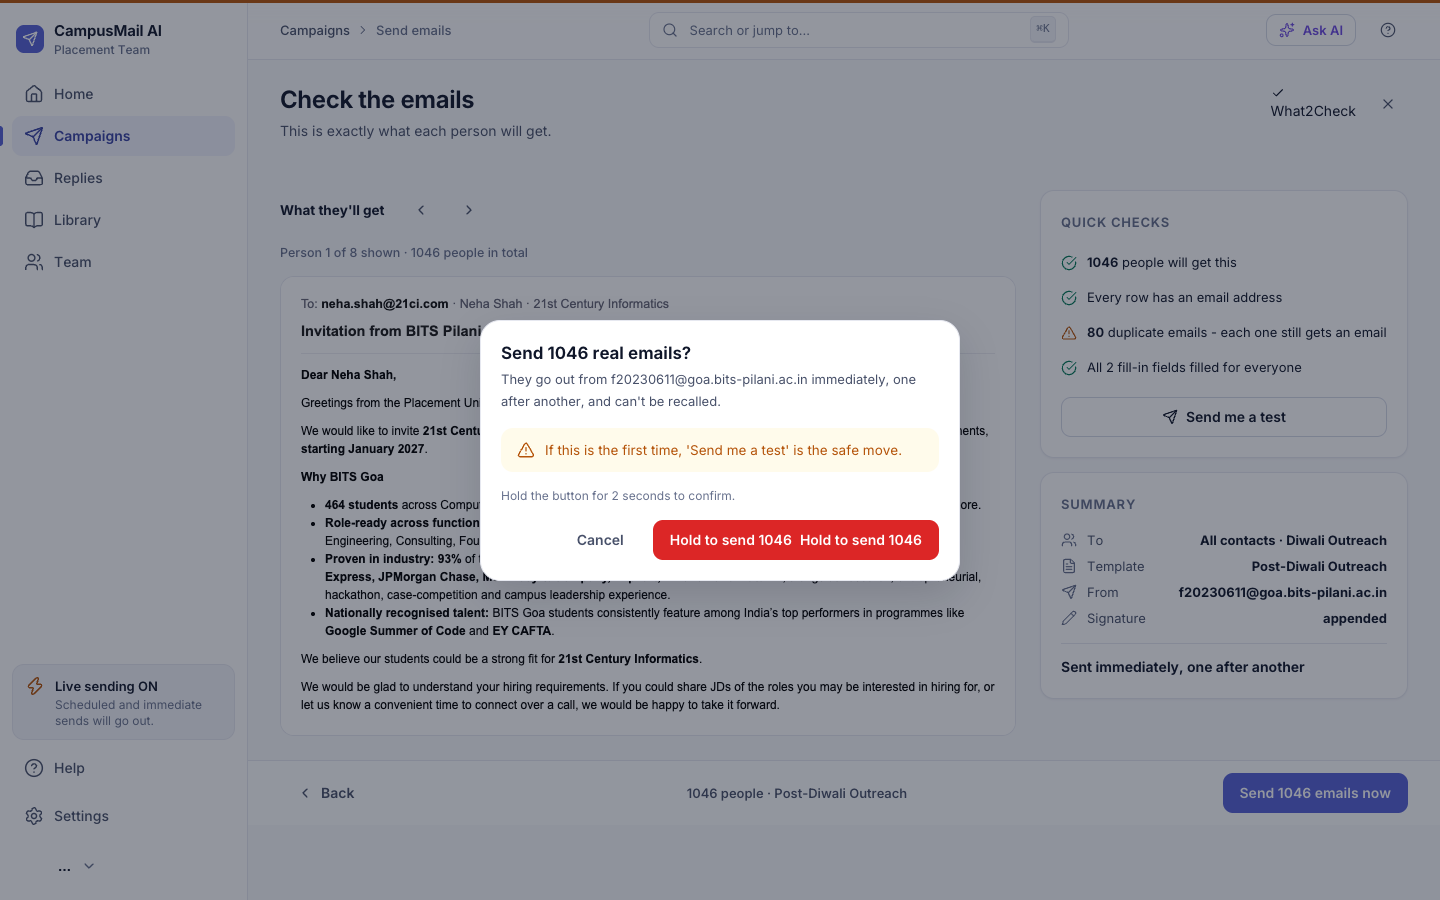 CampusMail AI
Placement Team
Home
Campaigns
Replies
Library
Team
Live sending ON
Scheduled and immediate
sends will go out.
Help
Settings
...
Campaigns > Send emails
Search or jump to...
⌘K
Ask AI
Check the emails
This is exactly what each person will get.
What2Check
What they'll get
Person 1 of 8 shown · 1046 people in total
To: neha.shah@21ci.com · Neha Shah · 21st Century Informatics
Invitation from BITS Pilani
Dear Neha Shah,
Greetings from the Placement
We would like to invite 21st
starting January 2027.
Why BITS Goa
• 464 students across
• Role-ready across
Engineering, Consulting,
• Proven in industry: 93% of
Express, JPMorgan Chase,
hackathon, case-competition and campus leadership experience.
• Nationally recognised talent: BITS Goa students consistently feature among India's top performers in programmes like
Google Summer of Code and EY CAFTA.
We believe our students could be a strong fit for 21st Century Informatics.
We would be glad to understand your hiring requirements. If you could share JDs of the roles you may be interested in hiring for, or
let us know a convenient time to connect over a call, we would be happy to take it forward.
Send 1046 real emails?
They go out from f20230611@goa.bits-pilani.ac.in immediately, one
after another, and can't be recalled.
If this is the first time, 'Send me a test' is the safe move.
Hold the button for 2 seconds to confirm.
Cancel
Hold to send 1046 Hold to send 1046
QUICK CHECKS
1046 people will get this
Every row has an email address
80 duplicate emails - each one still gets an email
All 2 fill-in fields filled for everyone
Send me a test
SUMMARY
To All contacts · Diwali Outreach
Template Post-Diwali Outreach
From f20230611@goa.bits-pilani.ac.in
Signature appended
Sent immediately, one after another
Back
1046 people · Post-Diwali Outreach
Send 1046 emails now